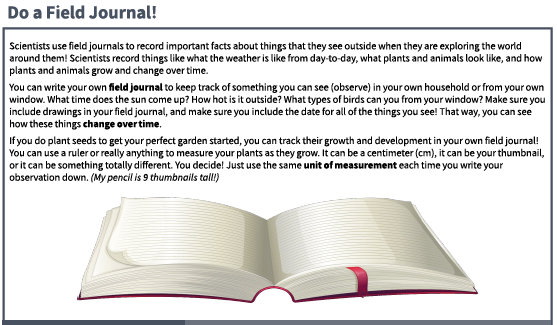 Do a Field Journal!
Scientists use field journals to record important facts about things that they see outside when they are exploring the world
around them! Scientists record things like what the weather is like from day-to-day, what plants and animals look like, and how
plants and animals grow and change over time.
You can write your own field journal to keep track of something you can see (observe) in your own household or from your own
window. What time does the sun come up? How hot is it outside? What types of birds can you from your window? Make sure you
include drawings in your field journal, and make sure you include the date for all of the things you see! That way, you can see
how these things change over time.
If you do plant seeds to get your perfect garden started, you can track their growth and development in your own field journal!
You can use a ruler or really anything to measure your plants as they grow. It can be a centimeter (cm), it can be your thumbnail,
or it can be something totally different. You decide! Just use the same unit of measurement each time you write your
observation down. (My pencil is 9 thumbnails tall!)